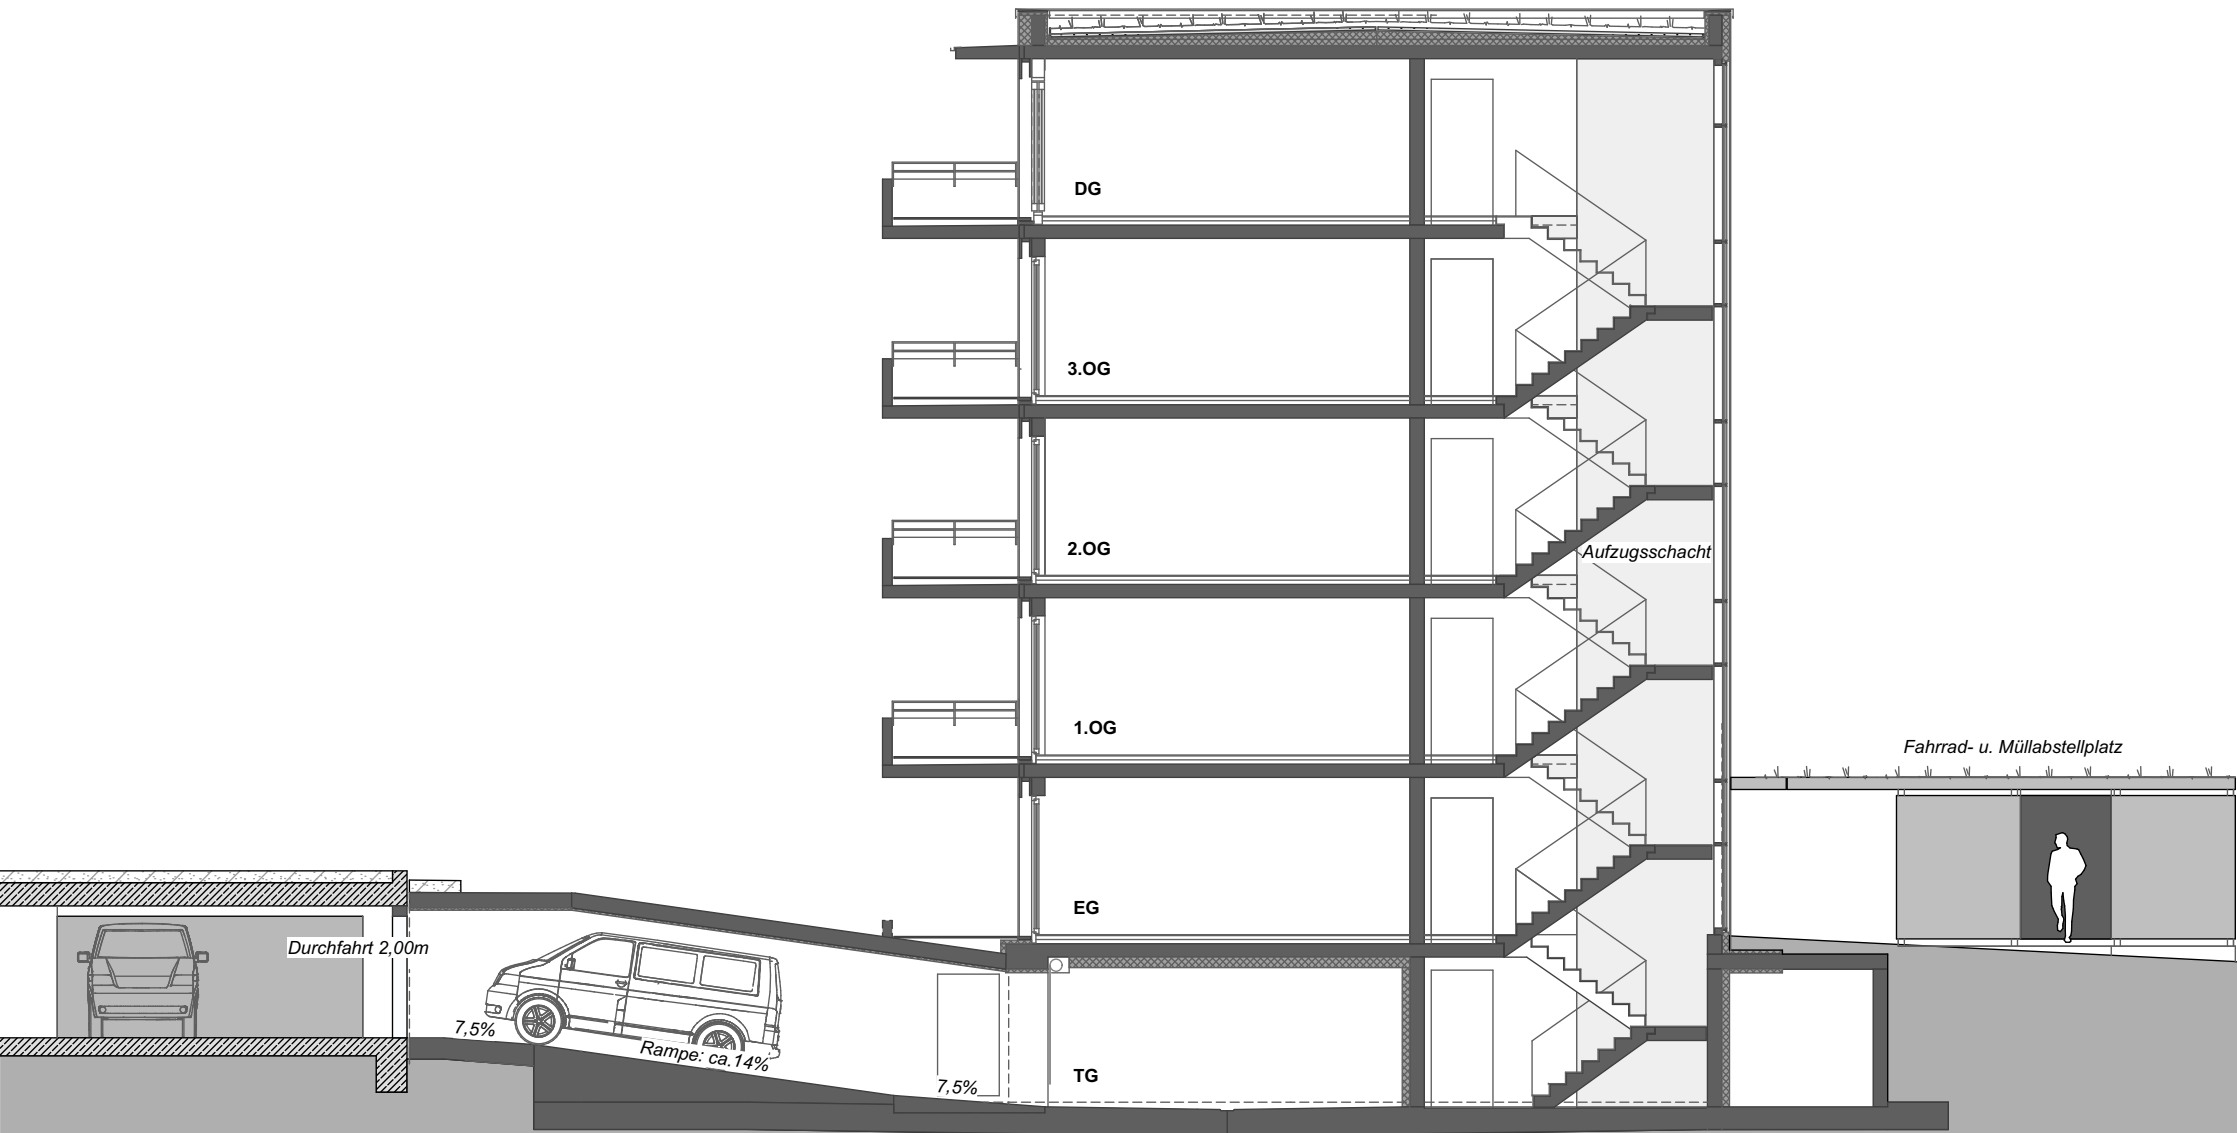 DG
3.OG
2.OG
Aufzugsschacht
1.OG
Fahrrad- u. Müllabstellplatz
EG
Durchfahrt 2,00m
7,5%
Rampe: ca.14%
7,5%
TG